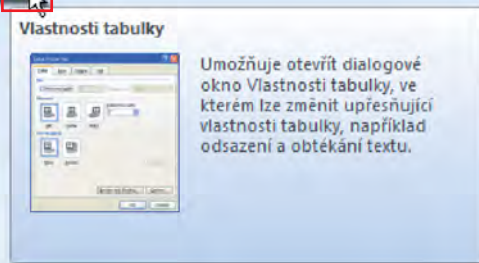 Vlastnosti tabulky
Umožňuje otevřít dialogové
okno Vlastnosti tabulky, ve
kterém lze změnit upřesňující
vlastnosti tabulky, například
odsazení a obtékání textu.